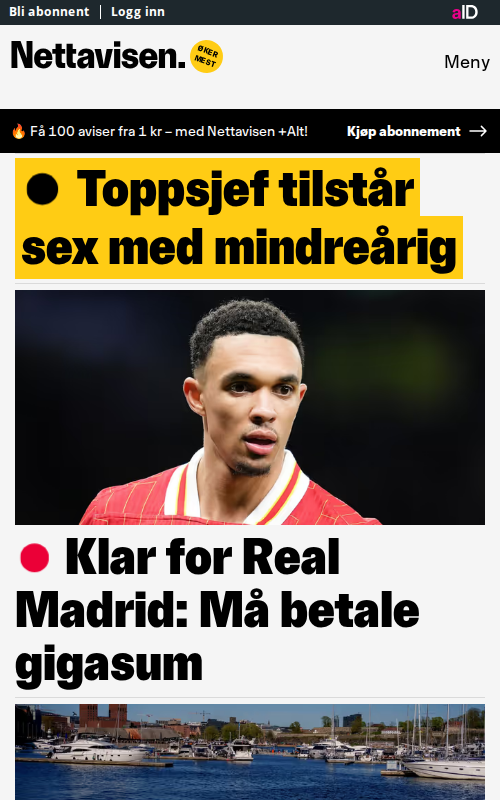 Bli abonnent | Logg inn
aID
Nettavisen.
ØKER
MEST
Meny
🔥 Få 100 aviser fra 1 kr – med Nettavisen +Alt!
Kjøp abonnement →
Toppsjef tilstår
sex med mindreårig
Klar for Real
Madrid: Må betale
gigasum